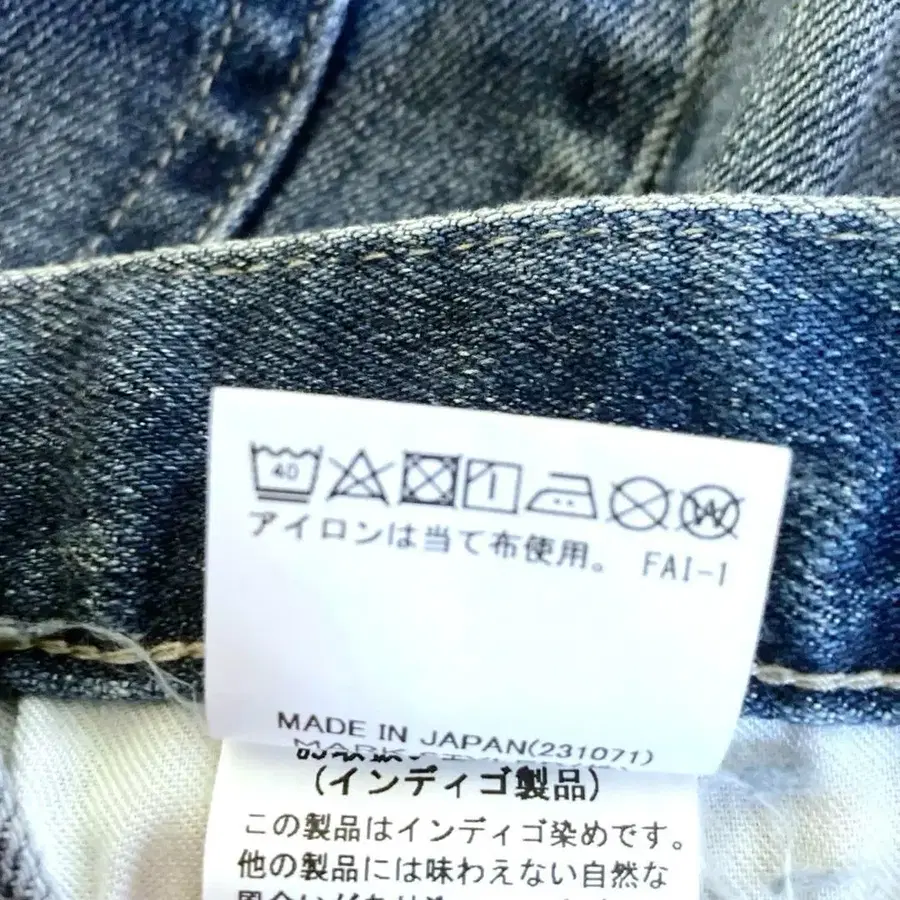 40
アイロンは当て布使用。 FAI-1
W
MADE IN JAPAN(231071)
(インディゴ製品)
この製品はインディゴ染めです。
他の製品には味わえない自然な